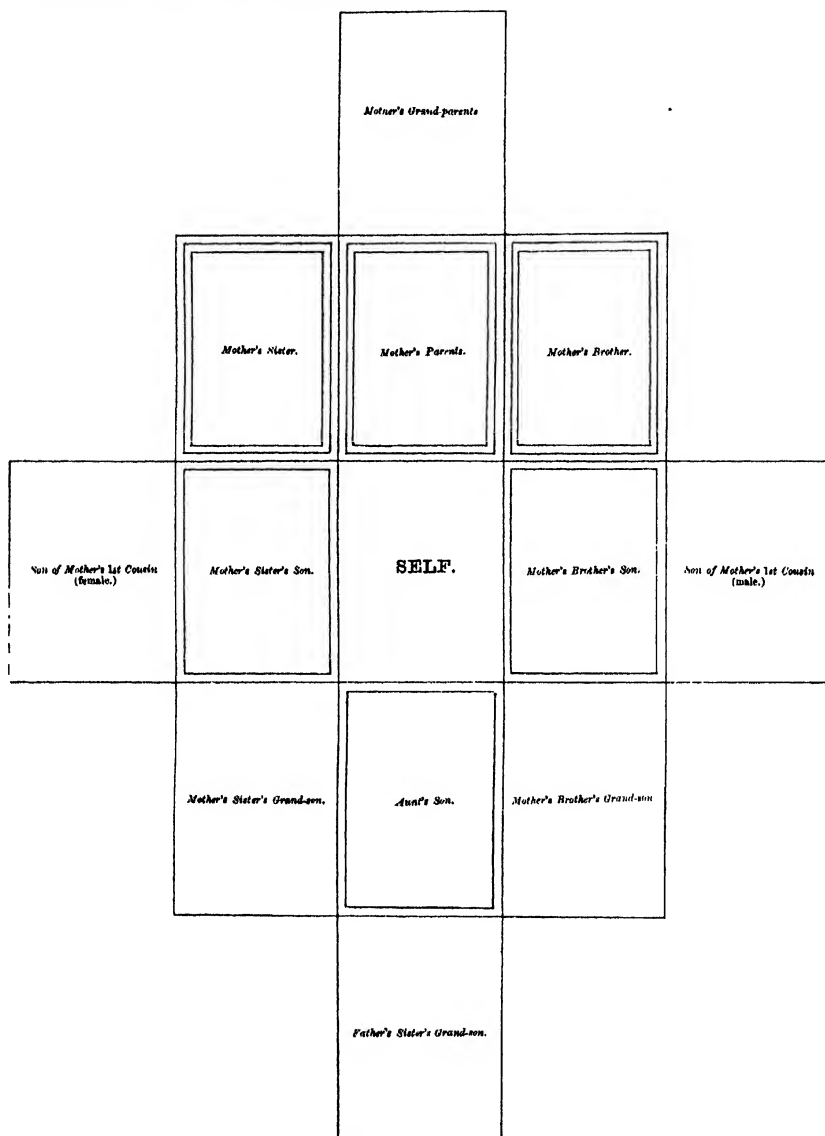 Mother's Grand-parents
Mother's Sister.
Mother's Parents.
Mother's Brother.
Son of Mother's 1st Cousin
(female.)
Mother's Sister's Son.
SELF.
Mother's Brother's Son.
Son of Mother's 1st Cousin
(male.)
Mother's Sister's Grand-son.
Aunt's Son.
Mother's Brother's Grand-son
Father's Sister's Grand-son.